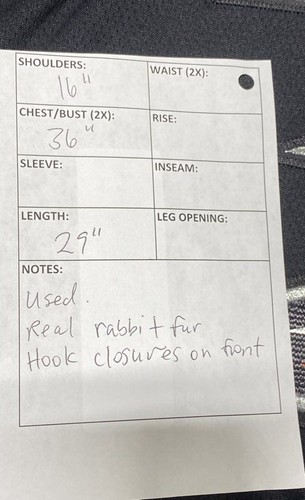 SHOULDERS: WAIST (2X):
16"
CHEST/BUST (2X): RISE:
36"
SLEEVE: INSEAM:
LENGTH: LEG OPENING:
29"
NOTES:
Used.
Real rabbit fur
Hook closures on front